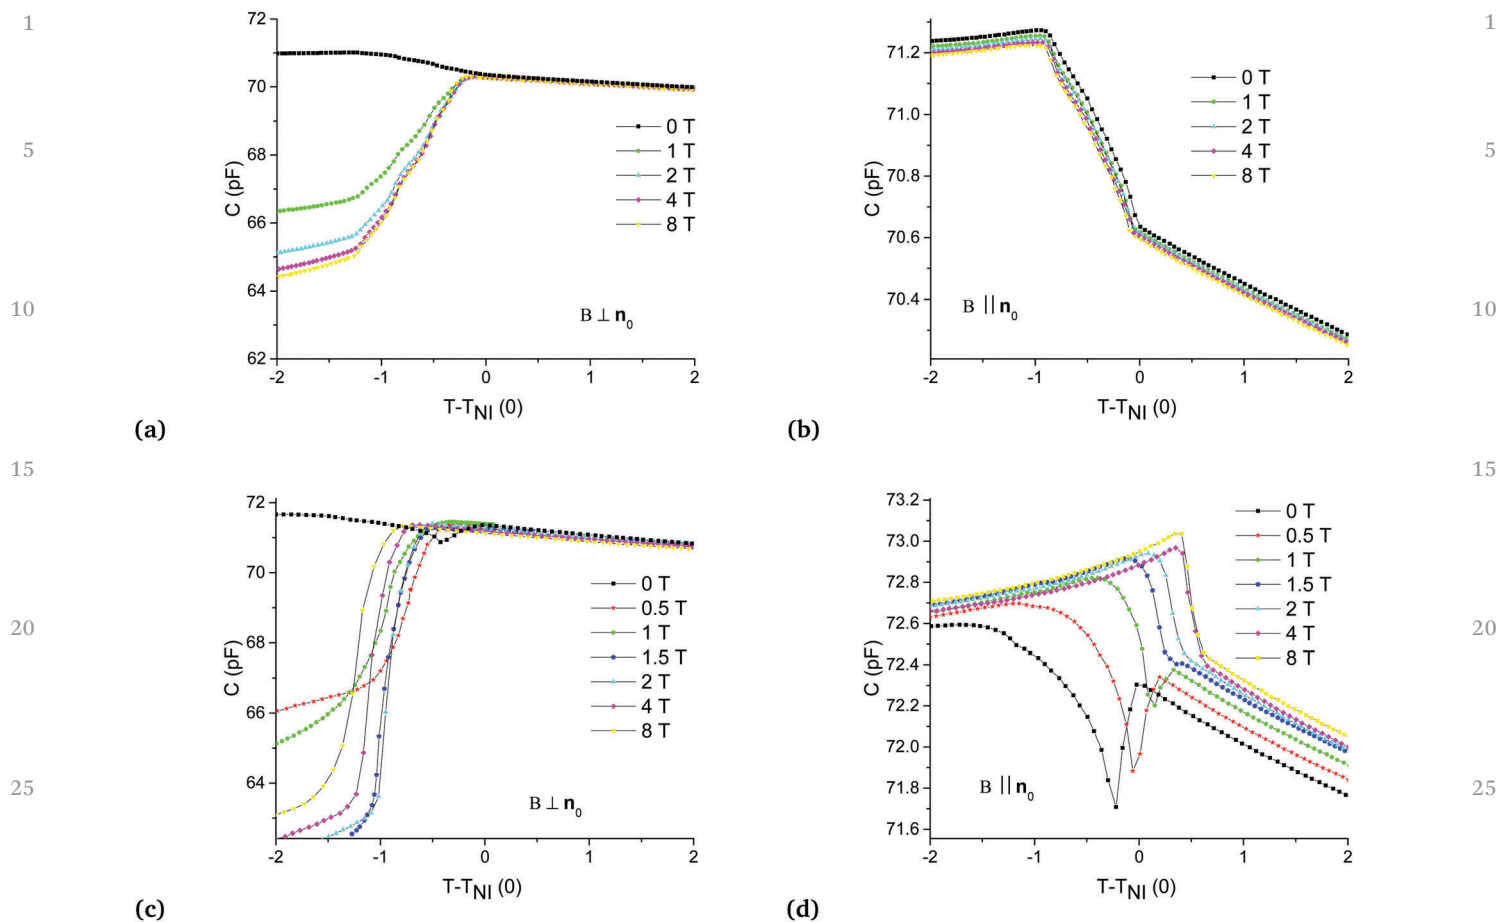 1 1
5 5
10 10
15 15
20 20
25 25
72
70
68
66
64
62
C (pF)
-2 -1 0 1 2
T-TNI (0)
0 T
1 T
2 T
4 T
8 T
B ⊥ n0
(a)
71.2
71.0
70.8
70.6
70.4
C (pF)
-2 -1 0 1 2
T-TNI (0)
0 T
1 T
2 T
4 T
8 T
B || n0
(b)
72
70
68
66
64
C (pF)
-2 -1 0 1 2
T-TNI (0)
0 T
0.5 T
1 T
1.5 T
2 T
4 T
8 T
B ⊥ n0
(c)
73.2
73.0
72.8
72.6
72.4
72.2
72.0
71.8
71.6
C (pF)
-2 -1 0 1 2
T-TNI (0)
0 T
0.5 T
1 T
1.5 T
2 T
4 T
8 T
B || n0
(d)